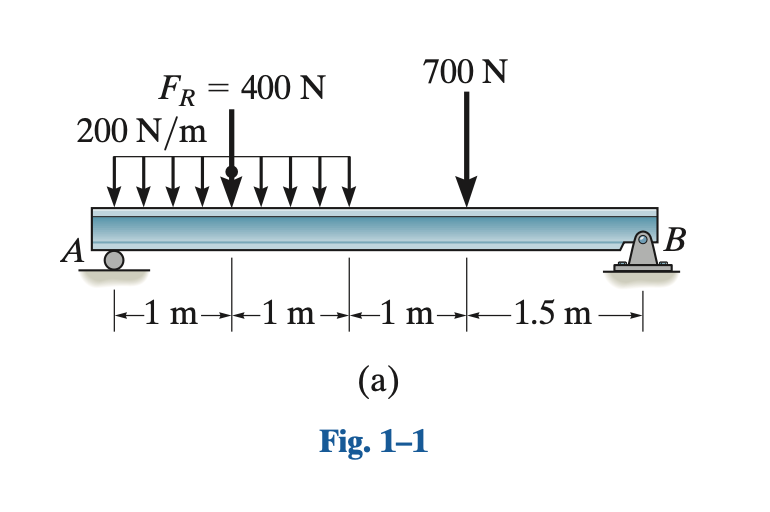 700 N
F_R = 400 N
200 N/m
A
B
1 m 1 m 1 m 1.5 m
(a)
Fig. 1–1